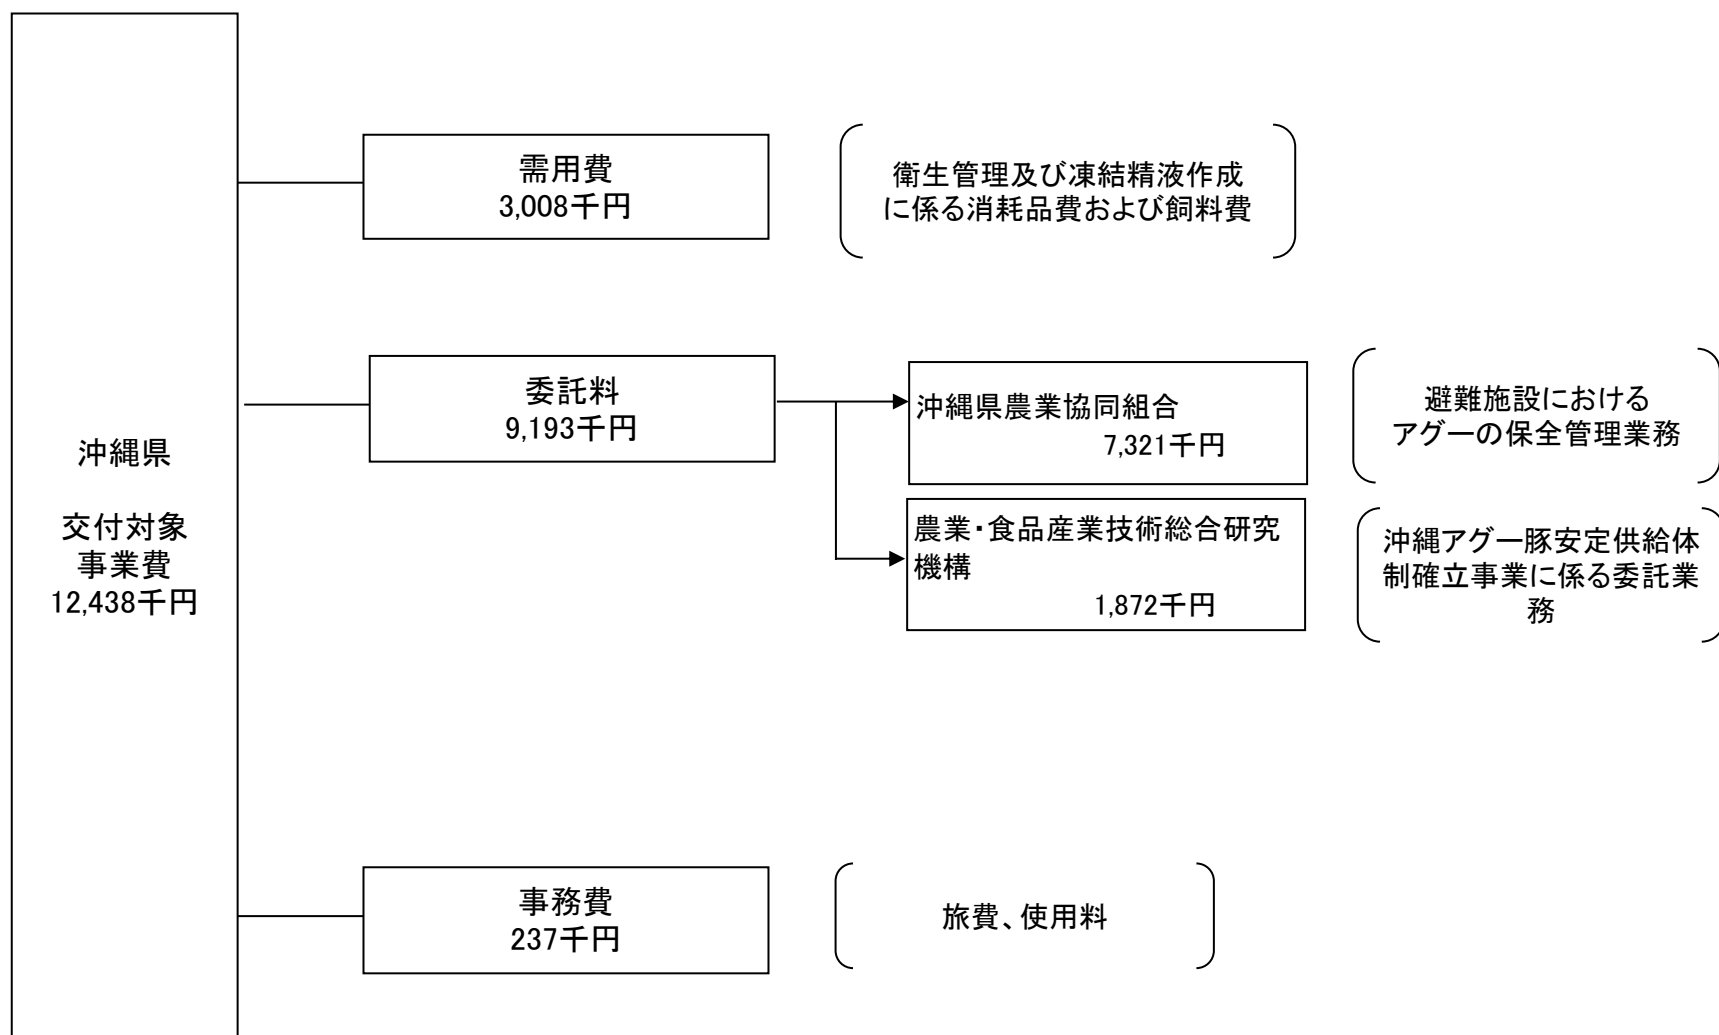 沖縄県
交付対象
事業費
12,438千円
需用費
3,008千円
衛生管理及び凍結精液作成
に係る消耗品費および飼料費
委託料
9,193千円
沖縄県農業協同組合
7,321千円
避難施設における
アグーの保全管理業務
農業・食品産業技術総合研究
機構
1,872千円
沖縄アグー豚安定供給体
制確立事業に係る委託業
務
事務費
237千円
旅費、使用料